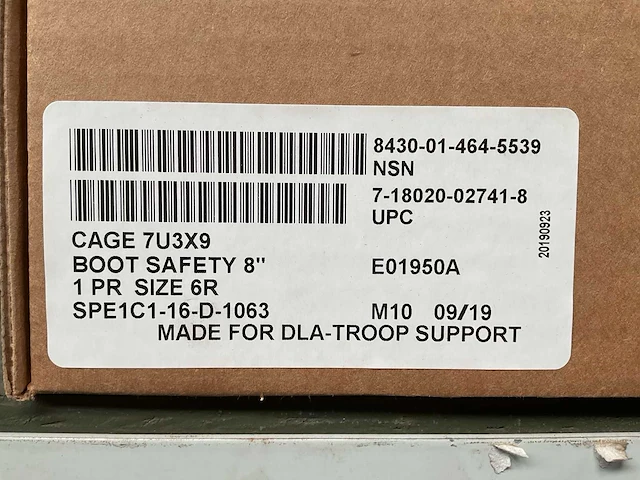 8430-01-464-5539
NSN
7-18020-02741-8
UPC
20190923
CAGE 7U3X9
BOOT SAFETY 8" E01950A
1 PR SIZE 6R
SPE1C1-16-D-1063 M10 09/19
MADE FOR DLA-TROOP SUPPORT